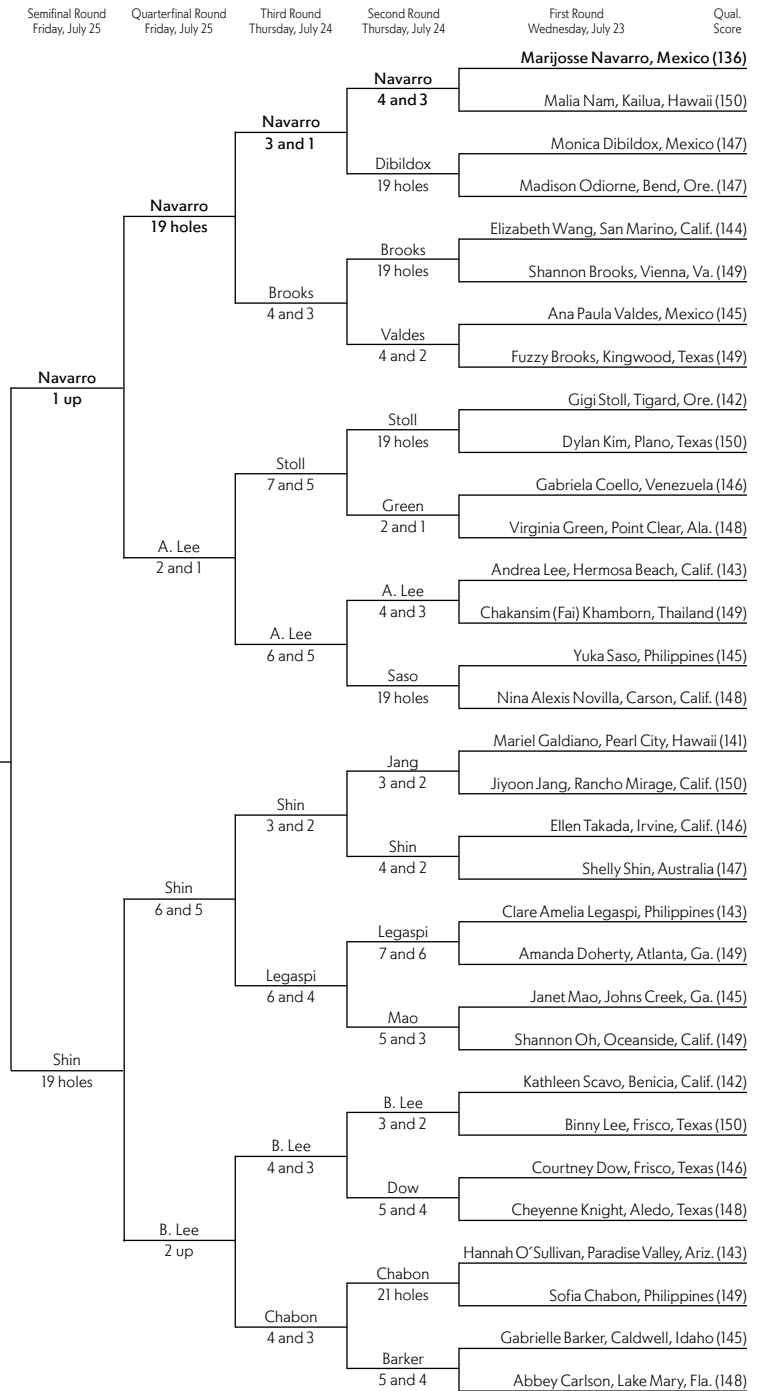 Semifinal Round
Friday, July 25
Quarterfinal Round
Friday, July 25
Third Round
Thursday, July 24
Second Round
Thursday, July 24
First Round
Wednesday, July 23
Qual.
Score
Marijosse Navarro, Mexico (136)
Navarro
4 and 3
Malia Nam, Kailua, Hawaii (150)
Navarro
3 and 1
Monica Dibildox, Mexico (147)
Dibildox
19 holes
Madison Odiorne, Bend, Ore. (147)
Navarro
19 holes
Elizabeth Wang, San Marino, Calif. (144)
Brooks
19 holes
Shannon Brooks, Vienna, Va. (149)
Brooks
4 and 3
Ana Paula Valdes, Mexico (145)
Valdes
4 and 2
Fuzzy Brooks, Kingwood, Texas (149)
Navarro
1 up
Gigi Stoll, Tigard, Ore. (142)
Stoll
19 holes
Dylan Kim, Plano, Texas (150)
Stoll
7 and 5
Gabriela Coello, Venezuela (146)
Green
2 and 1
Virginia Green, Point Clear, Ala. (148)
A. Lee
2 and 1
Andrea Lee, Hermosa Beach, Calif. (143)
A. Lee
4 and 3
Chakansim (Fai) Khamborn, Thailand (149)
A. Lee
6 and 5
Yuka Saso, Philippines (145)
Saso
19 holes
Nina Alexis Novilla, Carson, Calif. (148)
Mariel Galdiano, Pearl City, Hawaii (141)
Jang
3 and 2
Jiyoon Jang, Rancho Mirage, Calif. (150)
Shin
3 and 2
Ellen Takada, Irvine, Calif. (146)
Shin
4 and 2
Shelly Shin, Australia (147)
Shin
6 and 5
Clare Amelia Legaspi, Philippines (143)
Legaspi
7 and 6
Amanda Doherty, Atlanta, Ga. (149)
Legaspi
6 and 4
Janet Mao, Johns Creek, Ga. (145)
Mao
5 and 3
Shannon Oh, Oceanside, Calif. (149)
Shin
19 holes
Kathleen Scavo, Benicia, Calif. (142)
B. Lee
3 and 2
Binny Lee, Frisco, Texas (150)
B. Lee
4 and 3
Courtney Dow, Frisco, Texas (146)
Dow
5 and 4
Cheyenne Knight, Aledo, Texas (148)
B. Lee
2 up
Hannah O´Sullivan, Paradise Valley, Ariz. (143)
Chabon
21 holes
Sofia Chabon, Philippines (149)
Chabon
4 and 3
Gabrielle Barker, Caldwell, Idaho (145)
Barker
5 and 4
Abbey Carlson, Lake Mary, Fla. (148)